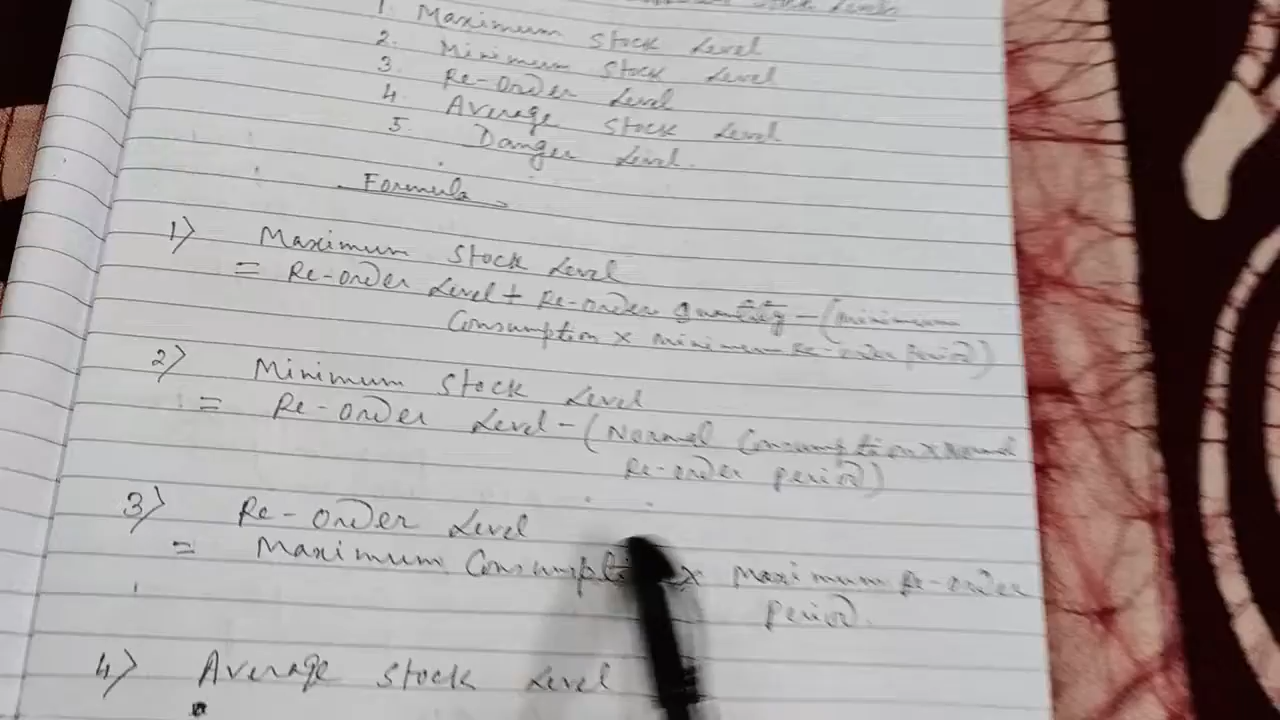 Stock Levels
1. Maximum Stock Level
2. Minimum Stock Level
3 Re-Order Level
4 Average Stock Level
5. Danger Level.
Formula
1) Maximum Stock Level
= Re-order Level + Re-order quantity - (minimum
Consumption x minimum Re-order period)
2) Minimum Stock Level
= Re-order Level - (Normal Consumption x Normal
Re-order period)
3) Re-order Level
= Maximum Consumption x Maximum Re-order
period.
4) Average Stock Level